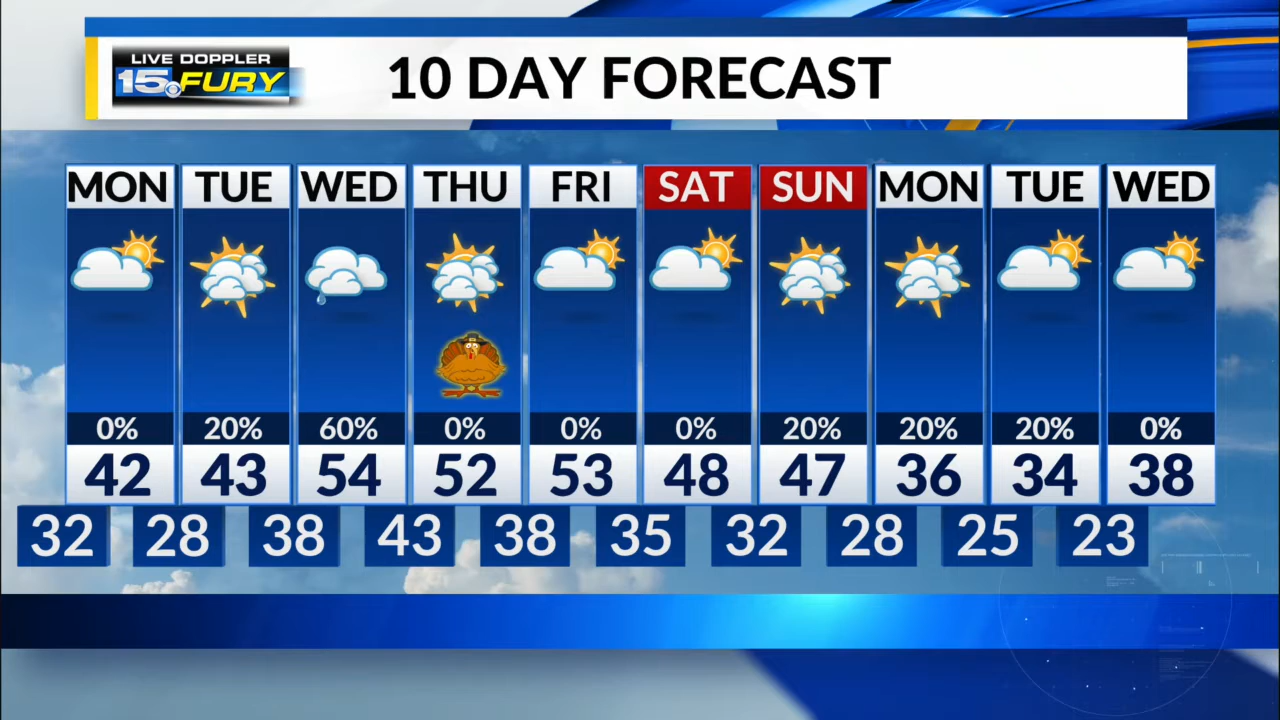 LIVE DOPPLER
15 FURY
10 DAY FORECAST
MON TUE WED THU FRI SAT SUN MON TUE WED
0% 20% 60% 0% 0% 0% 20% 20% 20% 0%
42 43 54 52 53 48 47 36 34 38
32 28 38 43 38 35 32 28 25 23